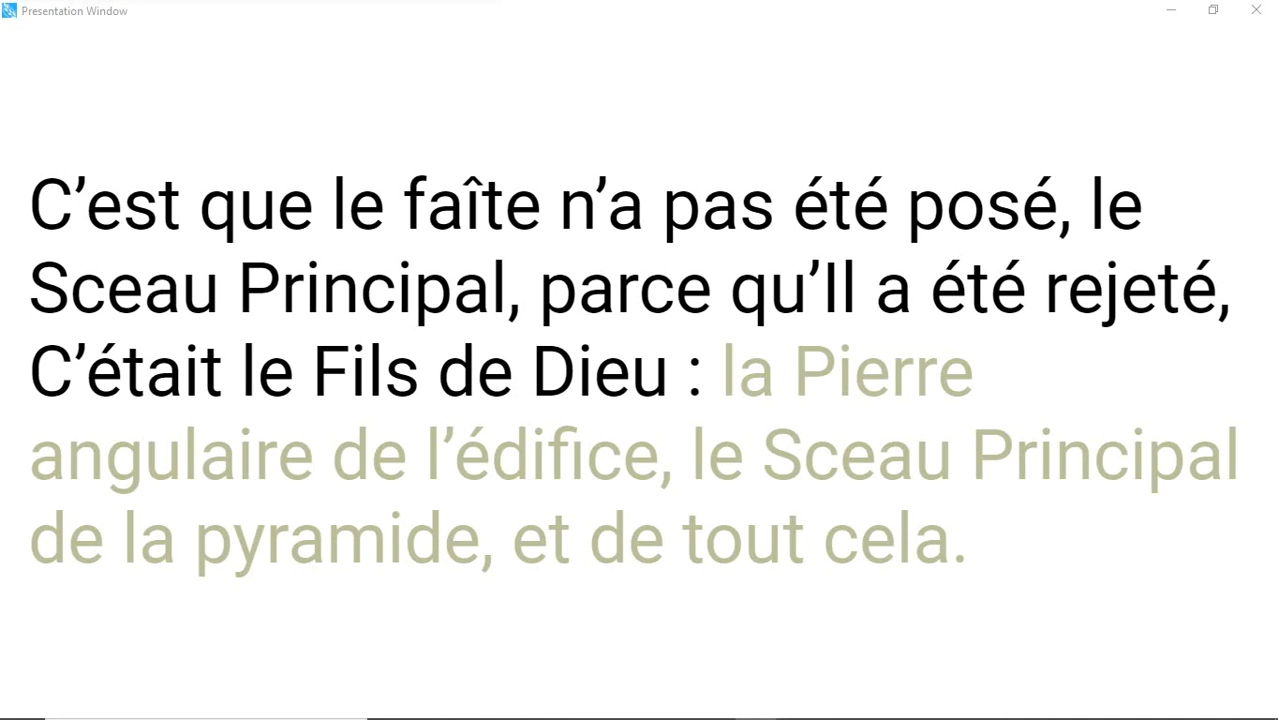 Presentation Window
C’est que le faîte n’a pas été posé, le
Sceau Principal, parce qu’Il a été rejeté,
C’était le Fils de Dieu : la Pierre
angulaire de l’édifice, le Sceau Principal
de la pyramide, et de tout cela.